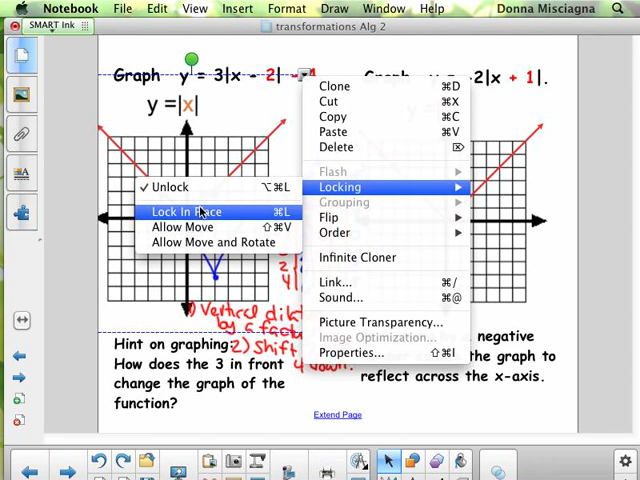 Notebook File Edit View Insert Format Draw Window Help Donna Misciagna
SMART Ink
transformations Alg 2
Graph y = 3|x - 2| - 4
2|x + 1|.
y =|x|
Clone ⌘D
Cut ⌘X
Copy ⌘C
Paste ⌘V
Delete ⌦
Flash
Locking
Grouping
Flip
Order
Infinite Cloner
Link... ⌘/
Sound... ⌘@
Picture Transparency...
Image Optimization...
Properties... ⇧⌘I
✓ Unlock ⌥⌘L
Lock In Place ⌘L
Allow Move ⇧⌘V
Allow Move and Rotate
2
4
1) Vertical
by a
2) Shift
4 down.
Hint on graphing:
How does the 3 in front
change the graph of the
function?
a negative
the graph to
reflect across the x-axis.
Extend Page